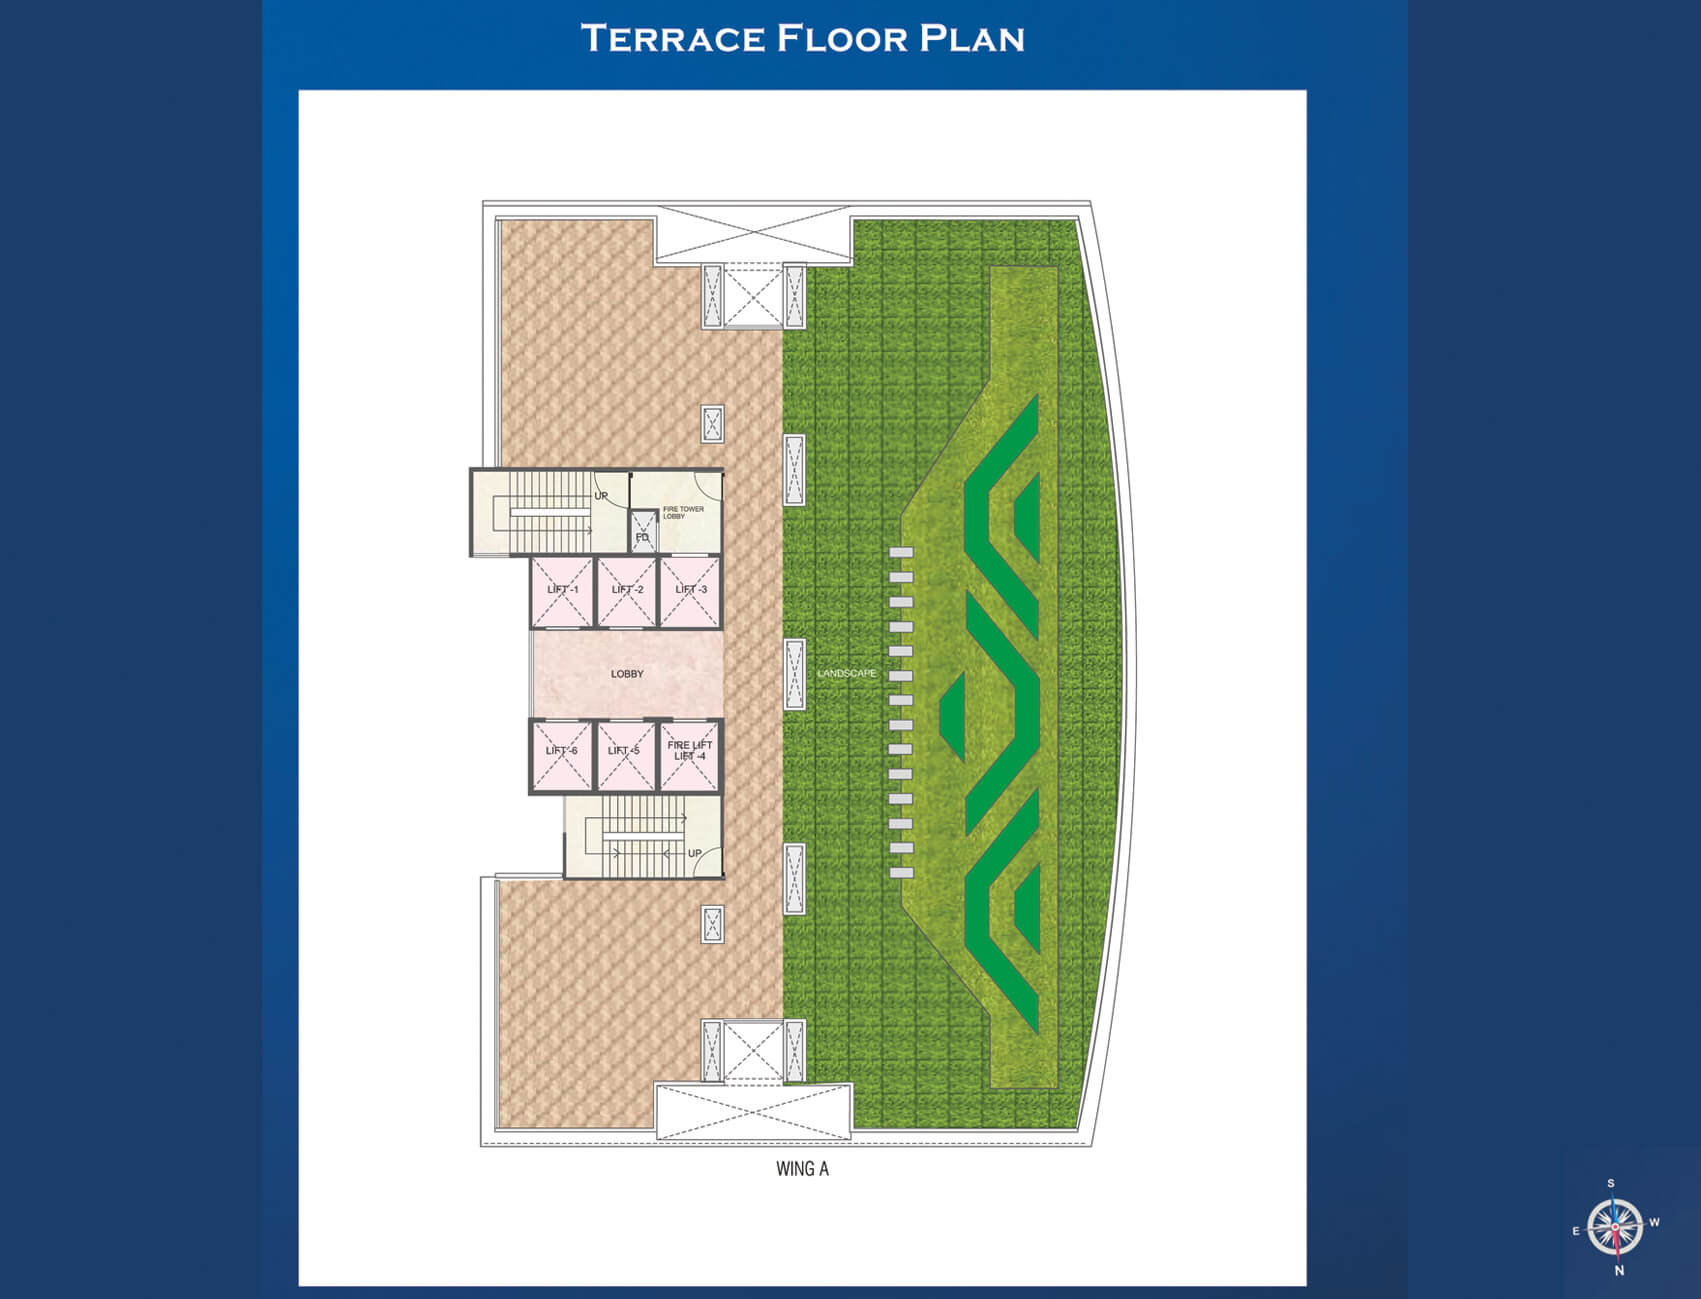 TERRACE FLOOR PLAN
UP
FIRE TOWER
LOBBY
FD
LIFT -1
LIFT -2
LIFT -3
LOBBY
LANDSCAPE
LIFT -6
LIFT -5
FIRE LIFT
LIFT -4
UP
WING A
S
E
W
N